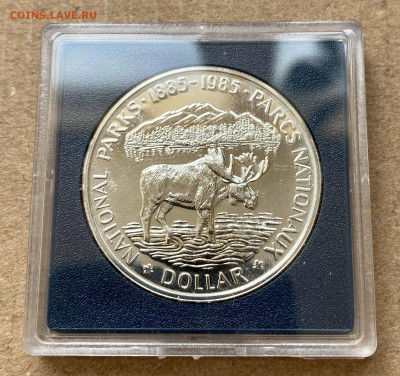 COINS.LAVE.RU
NATIONAL PARKS · 1885-1985 · PARCS NATIONAUX
DOLLAR